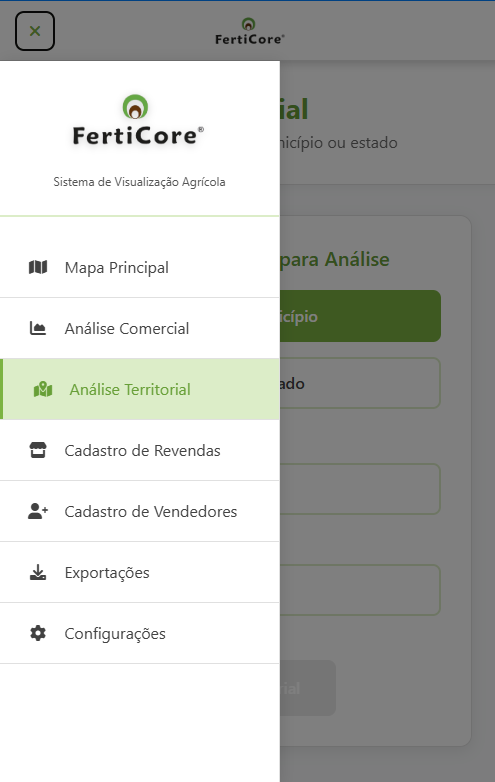 ×
FertiCore®
ial
nicípio ou estado
FertiCore®
Sistema de Visualização Agrícola
para Análise
Mapa Principal
icípio
Análise Comercial
Análise Territorial
ado
Cadastro de Revendas
Cadastro de Vendedores
Exportações
Configurações
rial